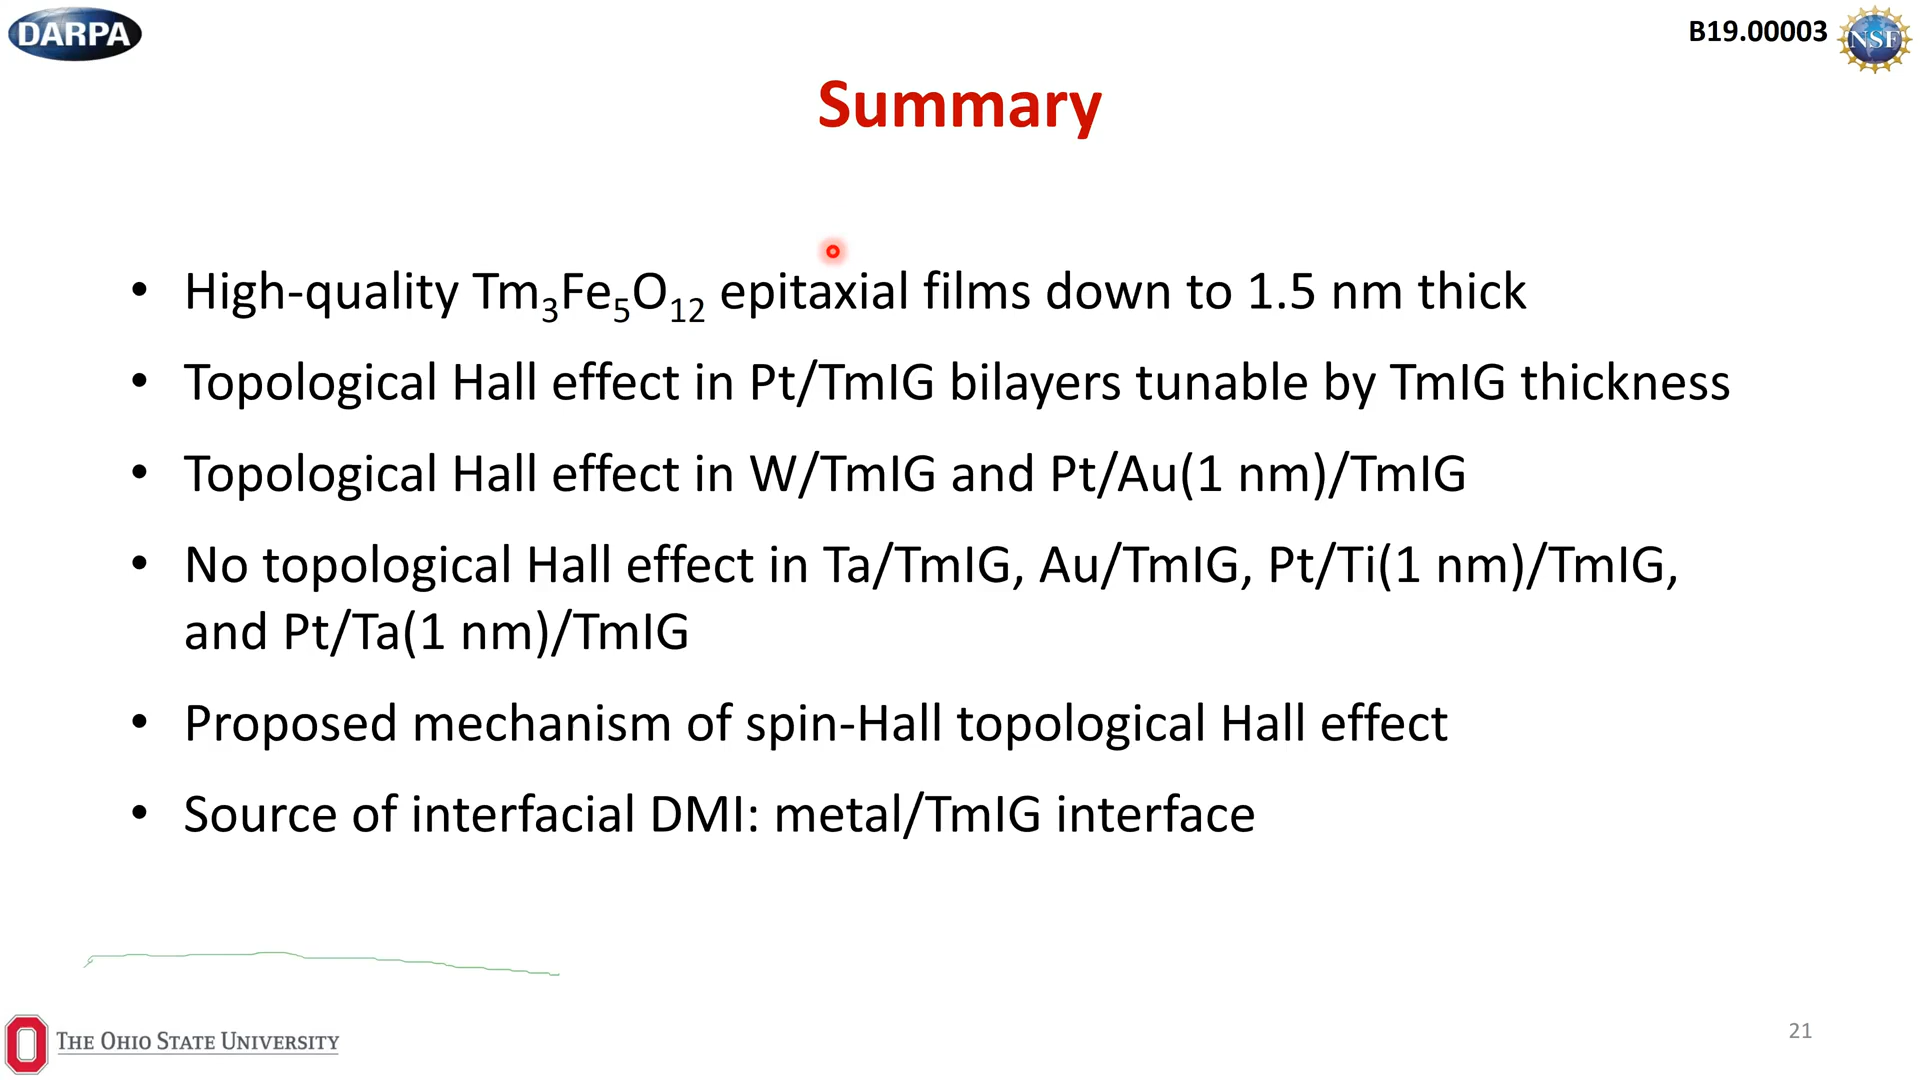 DARPA
B19.00003
NSF
Summary
• High-quality Tm₃Fe₅O₁₂ epitaxial films down to 1.5 nm thick
• Topological Hall effect in Pt/TmIG bilayers tunable by TmIG thickness
• Topological Hall effect in W/TmIG and Pt/Au(1 nm)/TmIG
• No topological Hall effect in Ta/TmIG, Au/TmIG, Pt/Ti(1 nm)/TmIG,
and Pt/Ta(1 nm)/TmIG
• Proposed mechanism of spin-Hall topological Hall effect
• Source of interfacial DMI: metal/TmIG interface
THE OHIO STATE UNIVERSITY
21